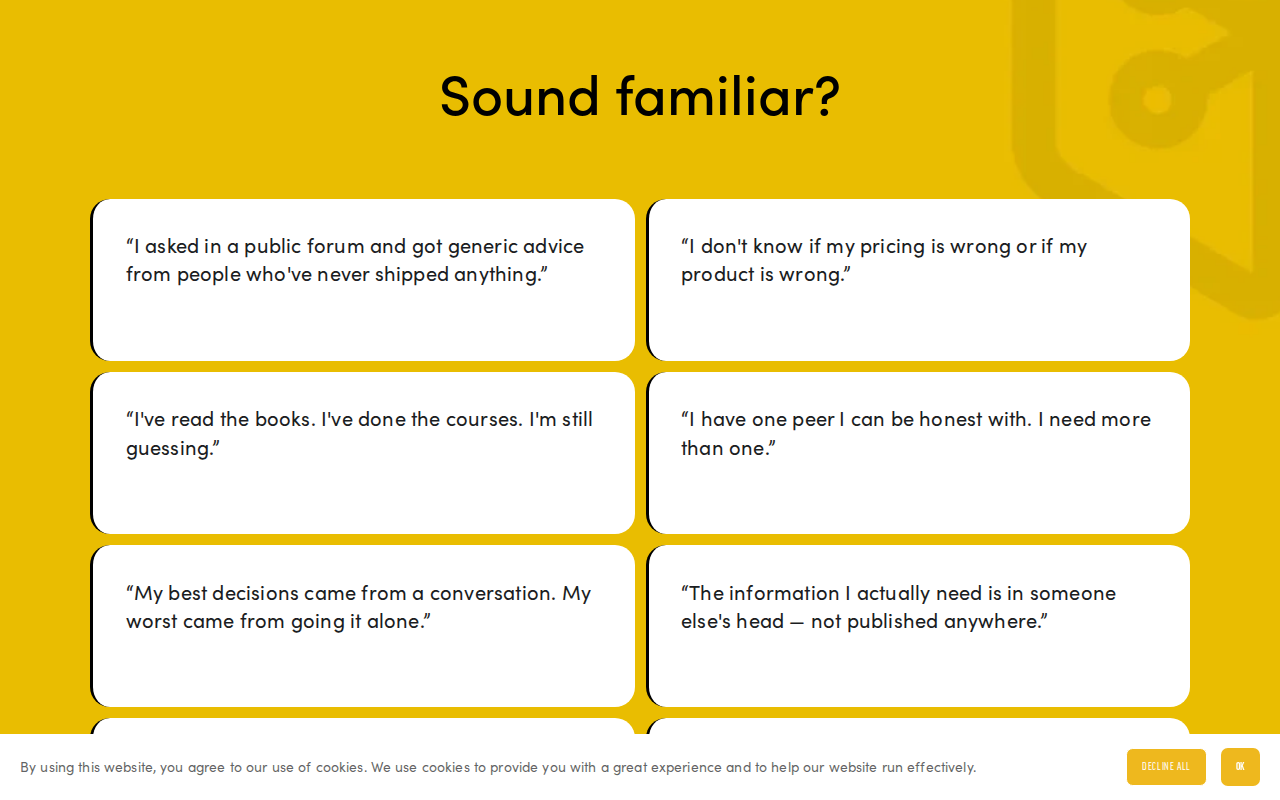 Sound familiar?
“I asked in a public forum and got generic advice
from people who've never shipped anything.”
“I don't know if my pricing is wrong or if my
product is wrong.”
“I've read the books. I've done the courses. I'm still
guessing.”
“I have one peer I can be honest with. I need more
than one.”
“My best decisions came from a conversation. My
worst came from going it alone.”
“The information I actually need is in someone
else's head — not published anywhere.”
By using this website, you agree to our use of cookies. We use cookies to provide you with a great experience and to help our website run effectively.
DECLINE ALL
OK